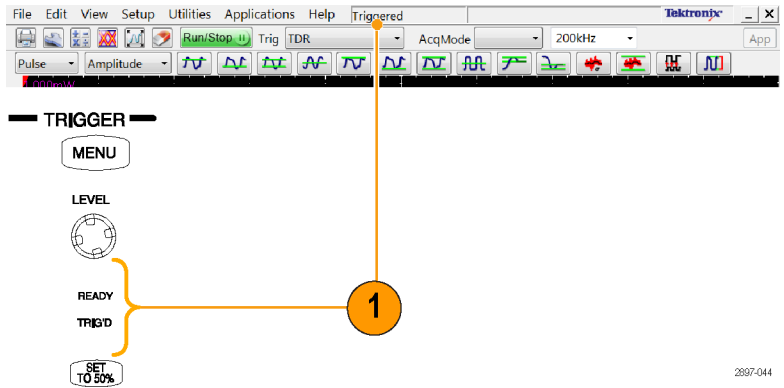 File Edit View Setup Utilities Applications Help Triggered Tektronix
Run/Stop Trig TDR AcqMode 200kHz App
Pulse Amplitude
.000mW
TRIGGER
MENU
LEVEL
READY
1
TRIG'D
SET
TO 50%
2897-044